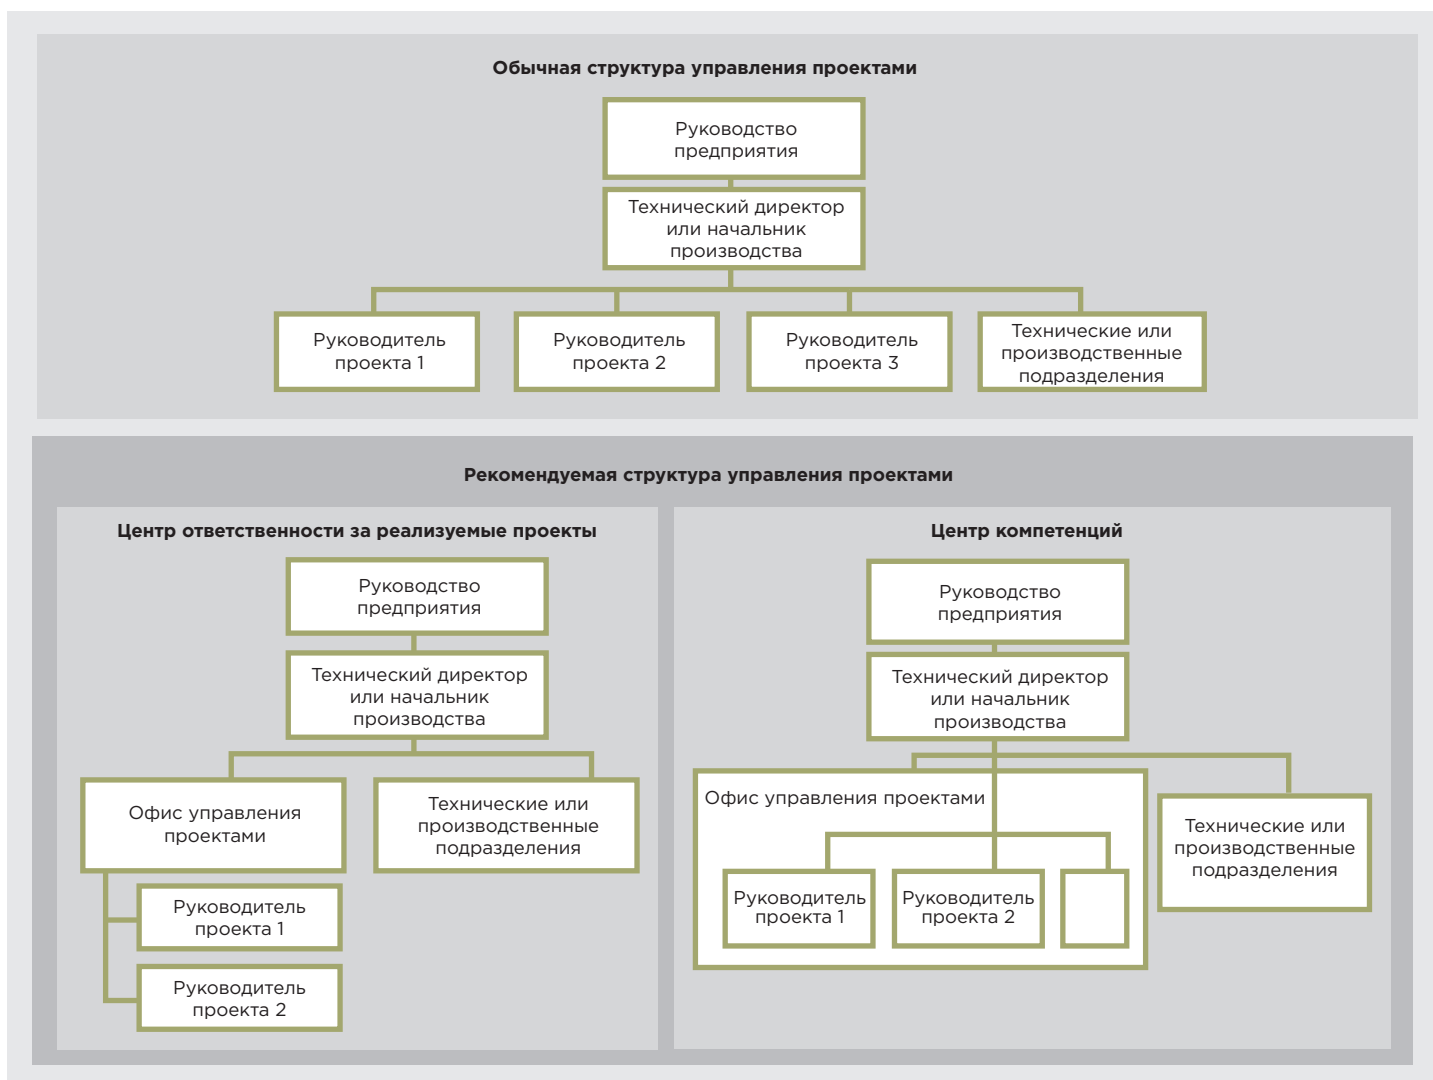 Обычная структура управления проектами
Руководство
предприятия
Технический директор
или начальник
производства
Руководитель
проекта 1
Руководитель
проекта 2
Руководитель
проекта 3
Технические или
производственные
подразделения
Рекомендуемая структура управления проектами
Центр ответственности за реализуемые проекты
Руководство
предприятия
Технический директор
или начальник
производства
Офис управления
проектами
Технические или
производственные
подразделения
Руководитель
проекта 1
Руководитель
проекта 2
Центр компетенций
Руководство
предприятия
Технический директор
или начальник
производства
Офис управления проектами
Руководитель
проекта 1
Руководитель
проекта 2
Технические или
производственные
подразделения